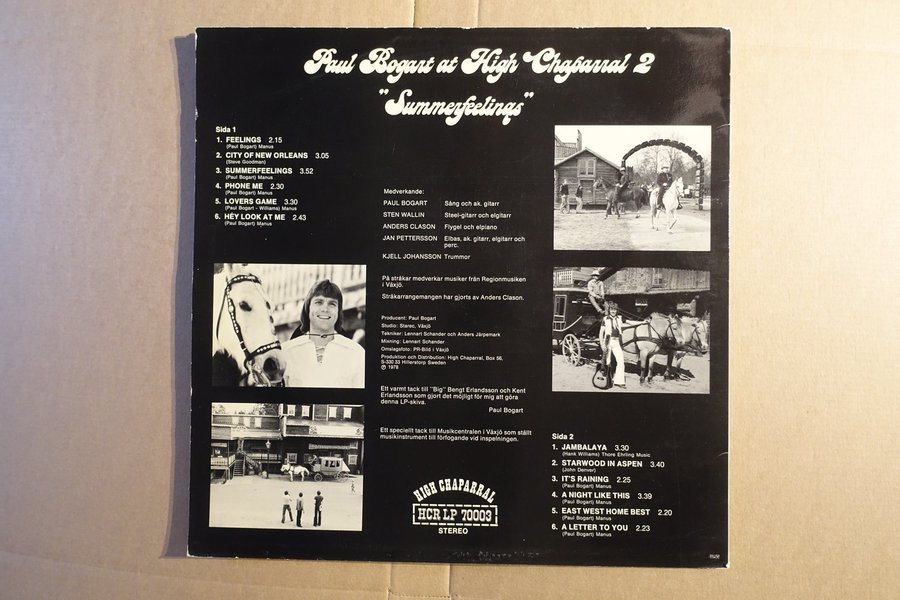 Paul Bogart at High Chaparral 2
"Summerfeelings"
Sida 1
1. FEELINGS 2.15
(Paul Bogart) Manus
2. CITY OF NEW ORLEANS 3.05
(Steve Goodman)
3. SUMMERFEELINGS 3.52
(Paul Bogart) Manus
4. PHONE ME 2.30
(Paul Bogart) Manus
5. LOVERS GAME 3.30
(Paul Bogart - Williams) Manus
6. HEY LOOK AT ME 2.43
(Paul Bogart) Manus
Medverkande:
PAUL BOGART Sång och ak. gitarr
STEN WALLIN Steel-gitarr och elgitarr
ANDERS CLASON Flygel och elpiano
JAN PETTERSSON Elbas, ak. gitarr, elgitarr och
perc.
KJELL JOHANSSON Trummor
På stråkar medverkar musiker från Regionmusiken
i Växjö.
Stråkarrangemangen har gjorts av Anders Clason.
Producent: Paul Bogart
Studio: Starec, Växjö
Tekniker: Lennart Schander och Anders Järpemark
Mixning: Lennart Schander
Omslagsfoto: PR-Bild i Växjö
Produktion och Distribution: High Chaparral, Box 56,
S-330 33 Hillerstorp Sweden
Ⓟ 1978
Ett varmt tack till "Big" Bengt Erlandsson och Kent
Erlandsson som gjort det möjligt för mig att göra
denna LP-skiva.
Paul Bogart
Ett speciellt tack till Musikcentralen i Växjö som ställt
musikinstrument till förfogande vid inspelningen.
HIGH CHAPARRAL
HCR LP 70003
STEREO
Sida 2
1. JAMBALAYA 3.30
(Hank Williams) Thore Ehrling Music
2. STARWOOD IN ASPEN 3.40
(John Denver)
3. IT'S RAINING 2.25
(Paul Bogart) Manus
4. A NIGHT LIKE THIS 3.39
(Paul Bogart) Manus
5. EAST WEST HOME BEST 2.20
(Paul Bogart) Manus
6. A LETTER TO YOU 2.23
(Paul Bogart) Manus